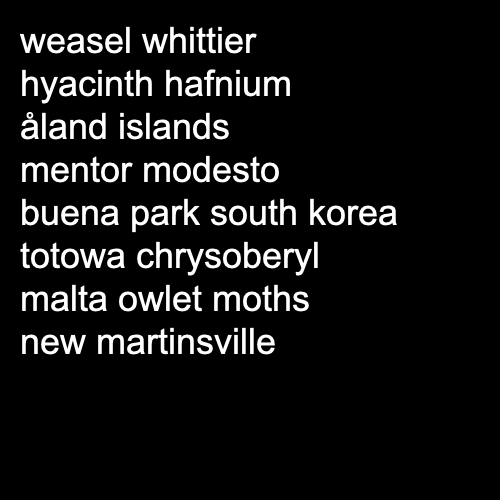 weasel whittier
hyacinth hafnium
åland islands
mentor modesto
buena park south korea
totowa chrysoberyl
malta owlet moths
new martinsville